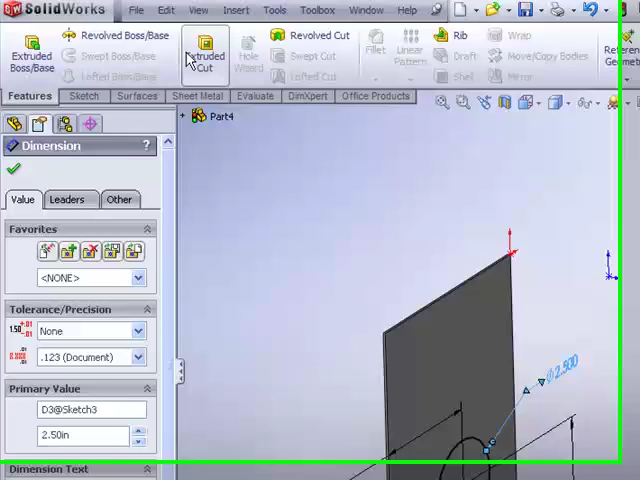 SolidWorks File Edit View Insert Tools Toolbox Window Help
Extruded Boss/Base
Revolved Boss/Base
Swept Boss/Base
Lofted Boss/Base
Extruded Cut
Hole Wizard
Revolved Cut
Swept Cut
Lofted Cut
Fillet
Linear Pattern
Rib
Draft
Shell
Wrap
Move/Copy Bodies
Mirror
Features Sketch Surfaces Sheet Metal Evaluate DimXpert Office Products
Part4
Dimension ?
Value Leaders Other
Favorites
<NONE>
Tolerance/Precision
None
.123 (Document)
Primary Value
D3@Sketch3
2.50in
Dimension Text
Ø2.500